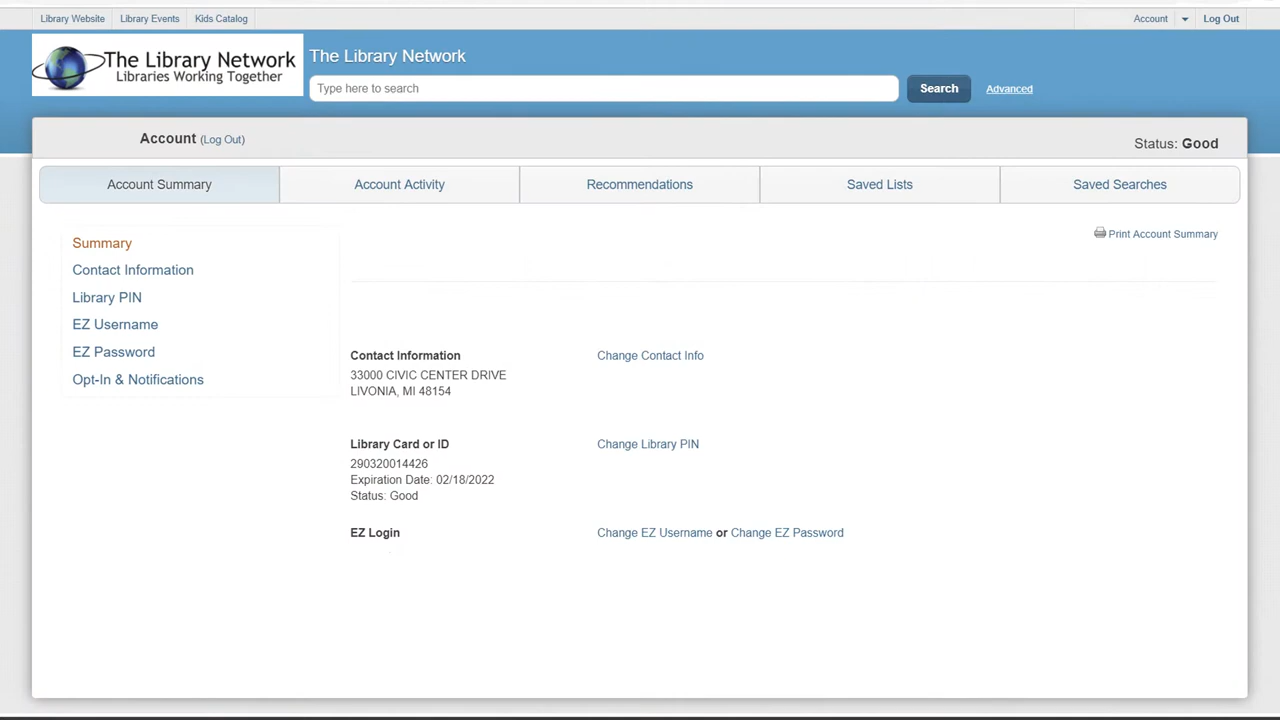 Library Website Library Events Kids Catalog Account Log Out
The Library Network
Libraries Working Together
The Library Network
Type here to search Search Advanced
Account (Log Out) Status: Good
Account Summary Account Activity Recommendations Saved Lists Saved Searches
Print Account Summary
Summary
Contact Information
Library PIN
EZ Username
EZ Password
Opt-In & Notifications
Contact Information Change Contact Info
33000 CIVIC CENTER DRIVE
LIVONIA, MI 48154
Library Card or ID Change Library PIN
290320014426
Expiration Date: 02/18/2022
Status: Good
EZ Login Change EZ Username or Change EZ Password